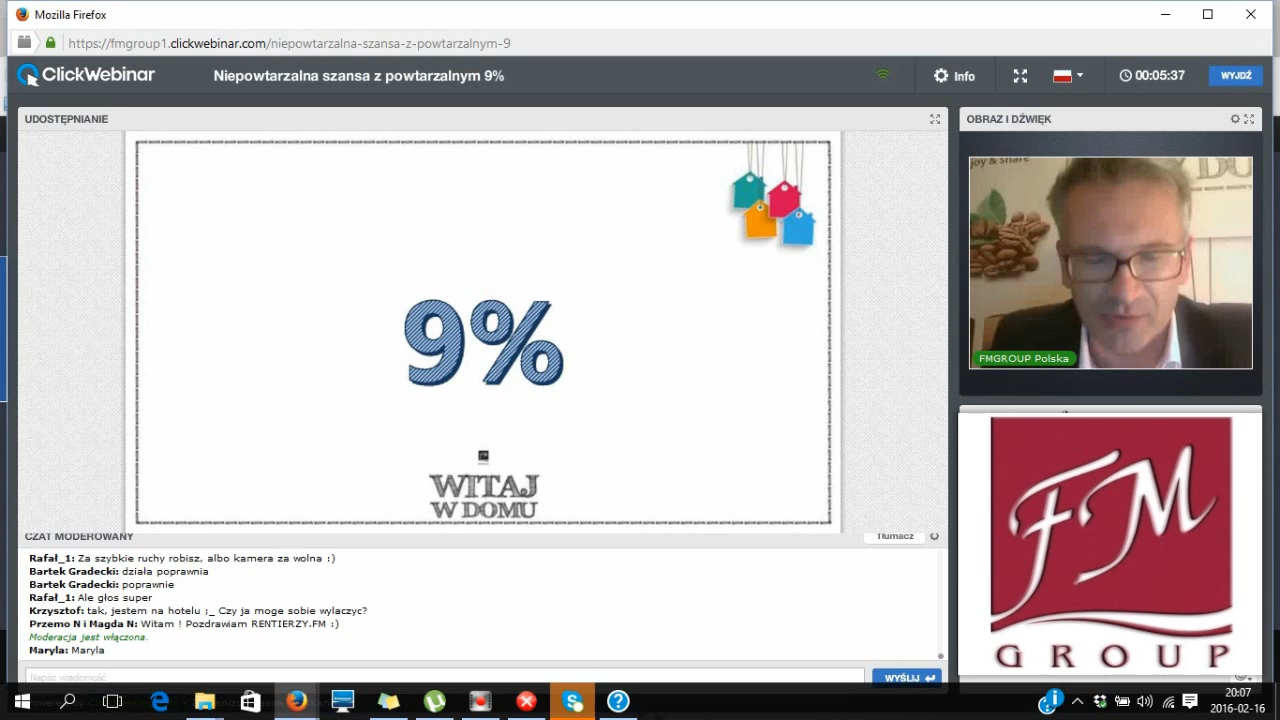 Mozilla Firefox
https://fmgroup1.clickwebinar.com/niepowtarzalna-szansa-z-powtarzalnym-9
ClickWebinar
Niepowtarzalna szansa z powtarzalnym 9%
Info
00:05:37
WYJDŹ
UDOSTĘPNIANIE
OBRAZ I DŹWIĘK
joy & share
FMGROUP Polska
9%
WITAJ
W DOMU
FM
GROUP
CZAT MODEROWANY
Tłumacz
Rafał_1: Za szybkie ruchy robisz, albo kamera za wolna :)
Bartek Gradecki: działa poprawnia
Bartek Gradecki: poprawnie
Rafał_1: Ale głos super
Krzysztof: tak, jestem na hotelu ;_ Czy ja moge sobie wylaczyc?
Przemo N i Magda N: Witam ! Pozdrawiam RENTIERZY.FM :)
Moderacja jest włączona.
Maryla: Maryla
Napisz wiadomość
WYŚLIJ
20:07
2016-02-16